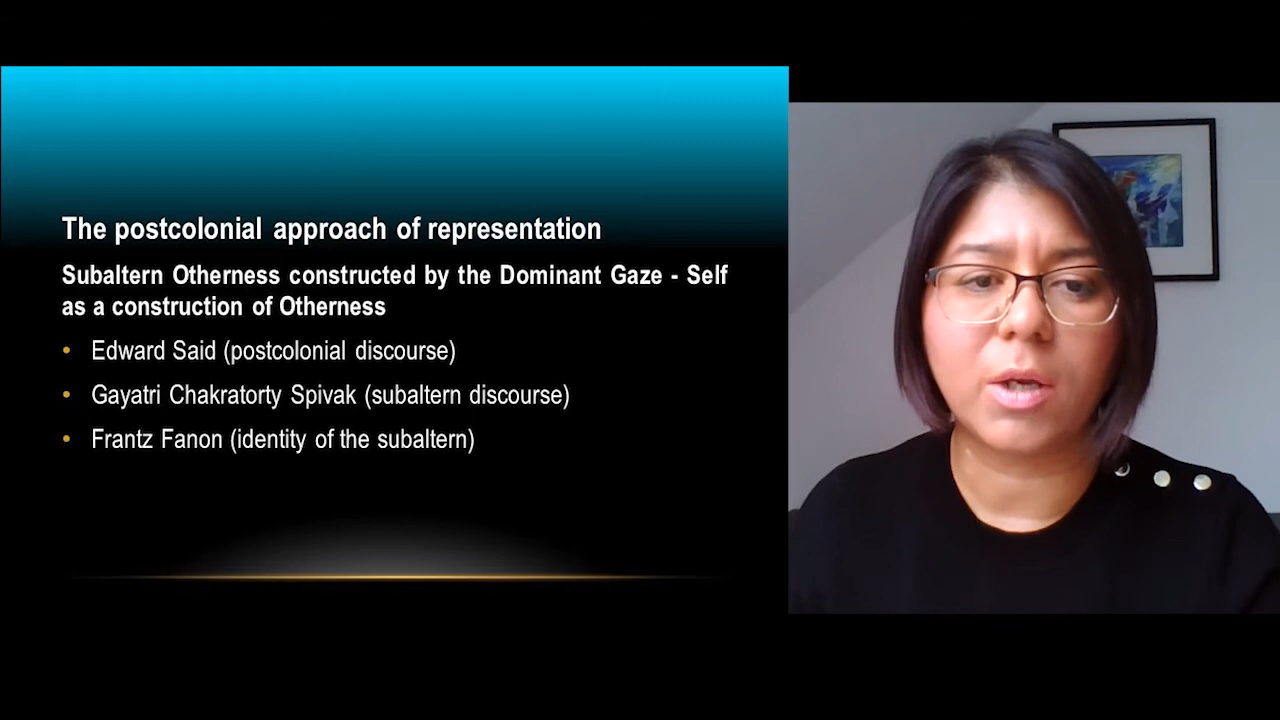 The postcolonial approach of representation
Subaltern Otherness constructed by the Dominant Gaze - Self
as a construction of Otherness
• Edward Said (postcolonial discourse)
• Gayatri Chakratorty Spivak (subaltern discourse)
• Frantz Fanon (identity of the subaltern)